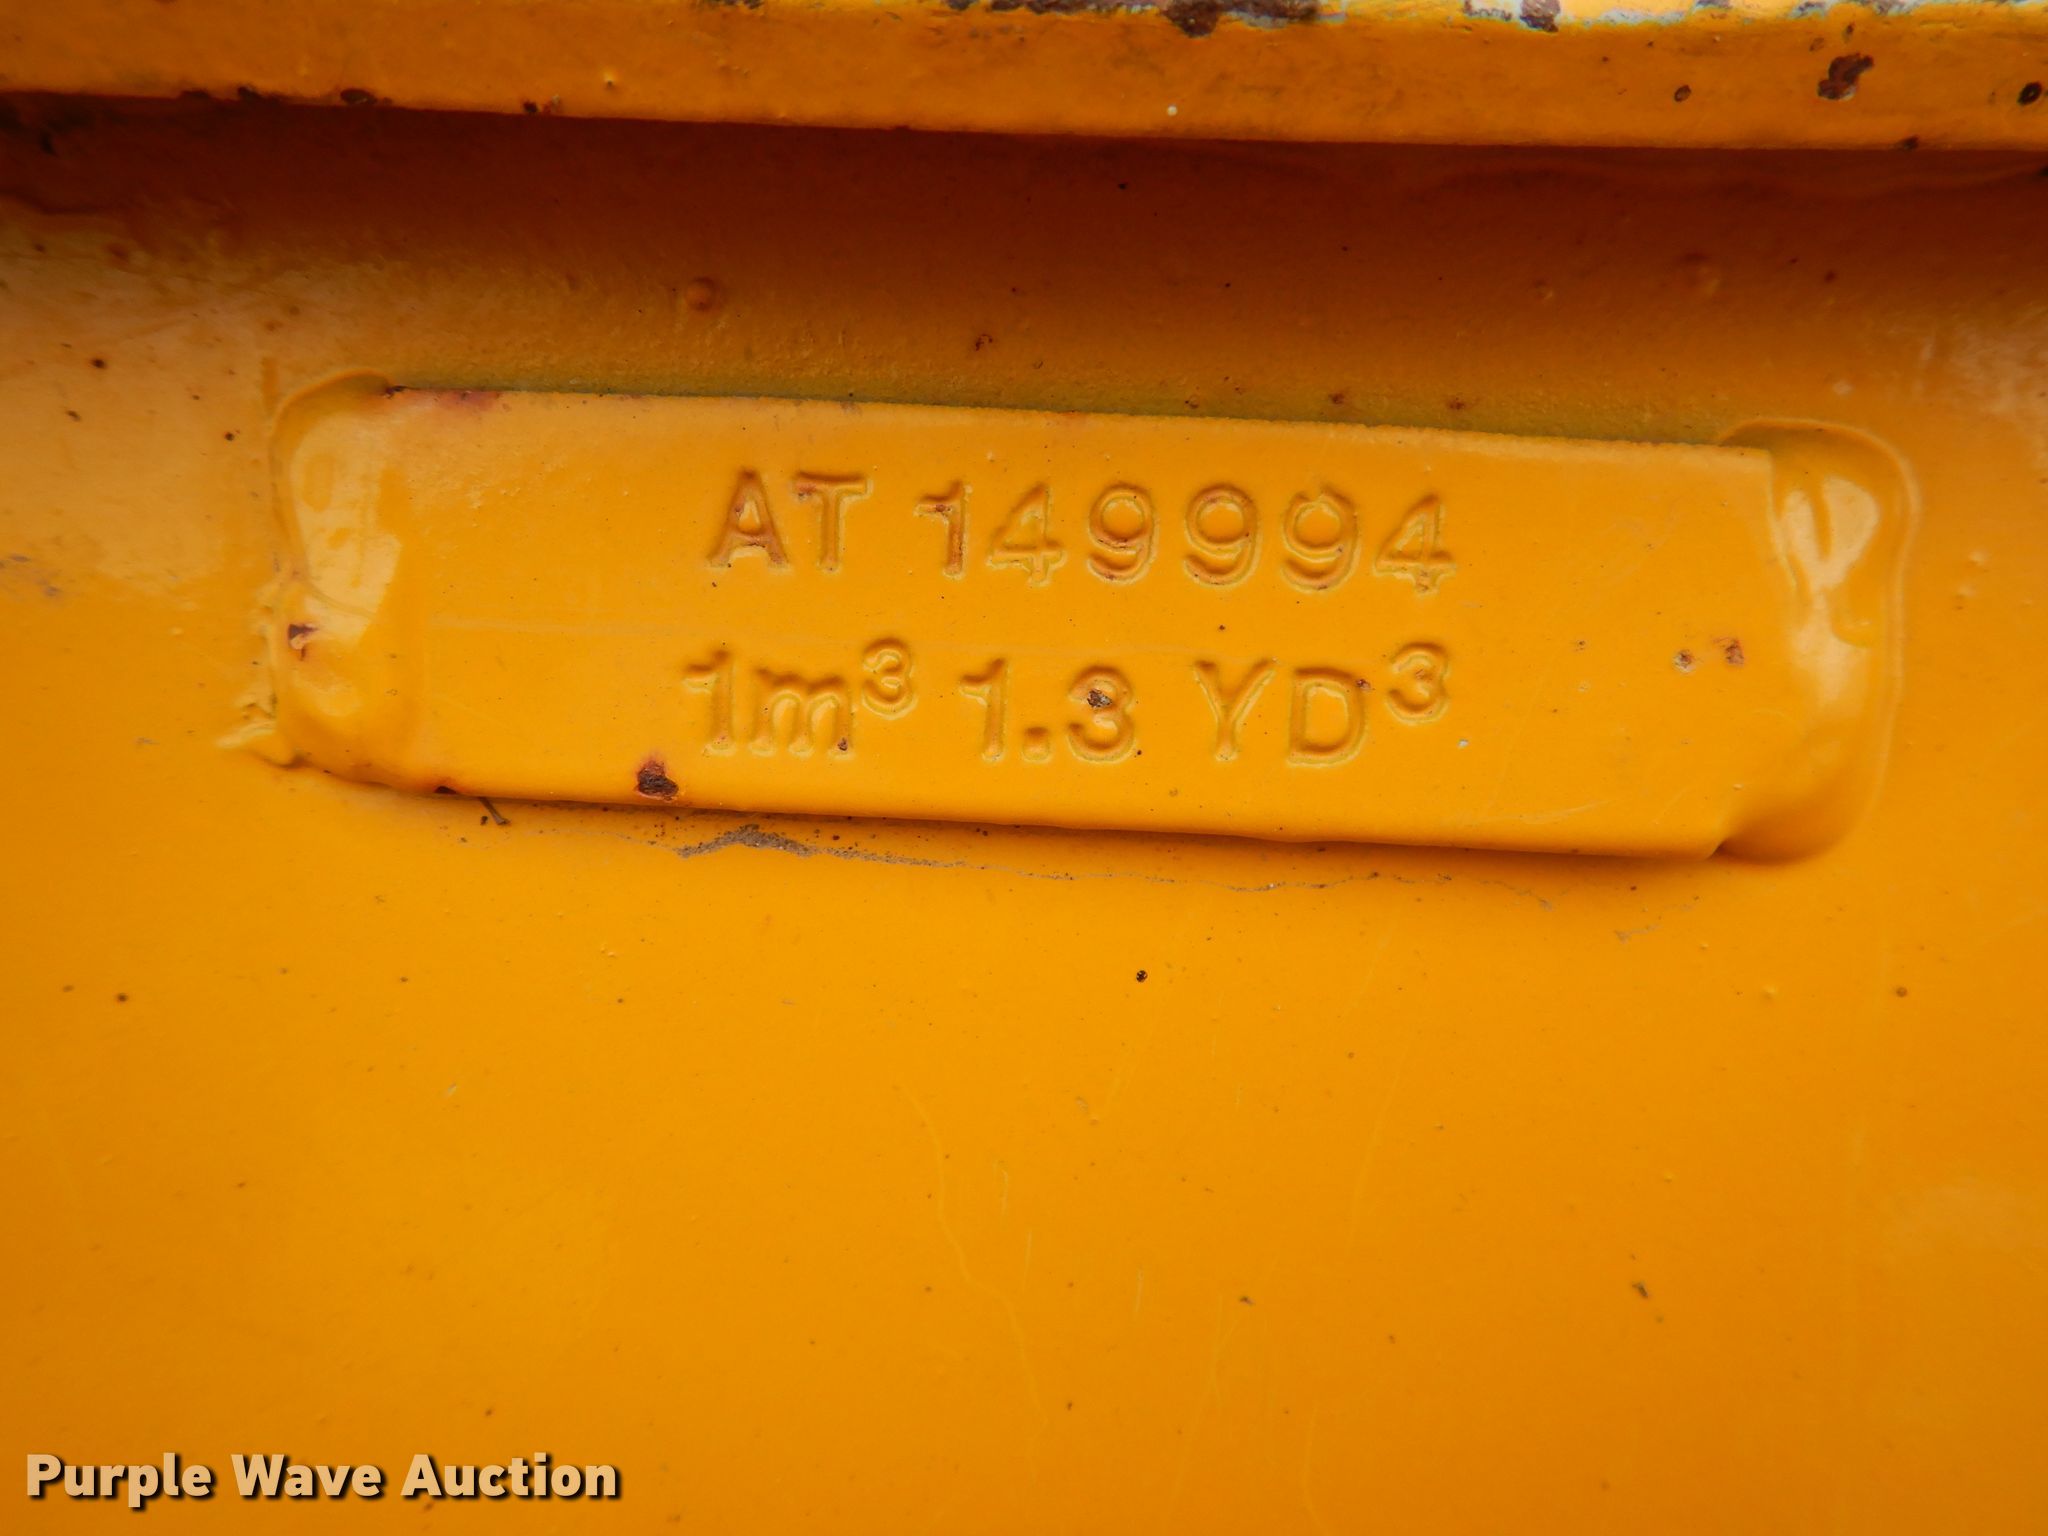 AT 149994
1m³ 1.3 YD³
Purple Wave Auction